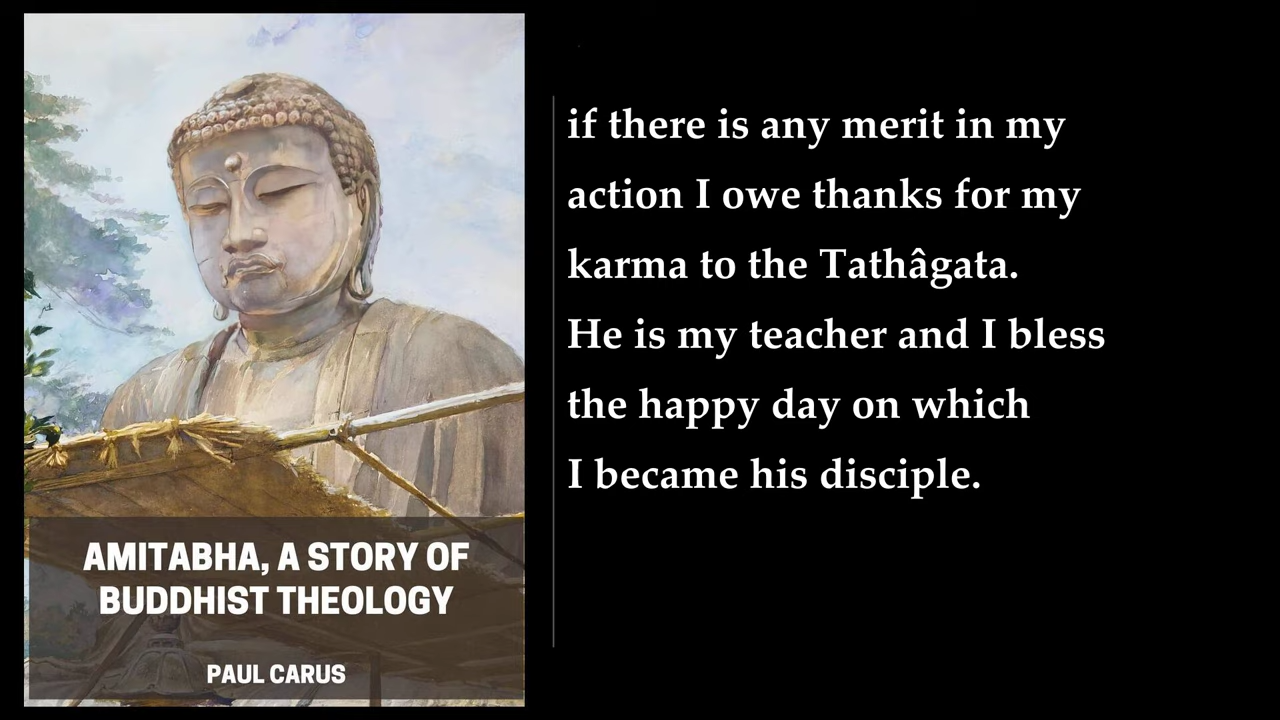 if there is any merit in my
action I owe thanks for my
karma to the Tathâgata.
He is my teacher and I bless
the happy day on which
I became his disciple.
AMITABHA, A STORY OF
BUDDHIST THEOLOGY
PAUL CARUS